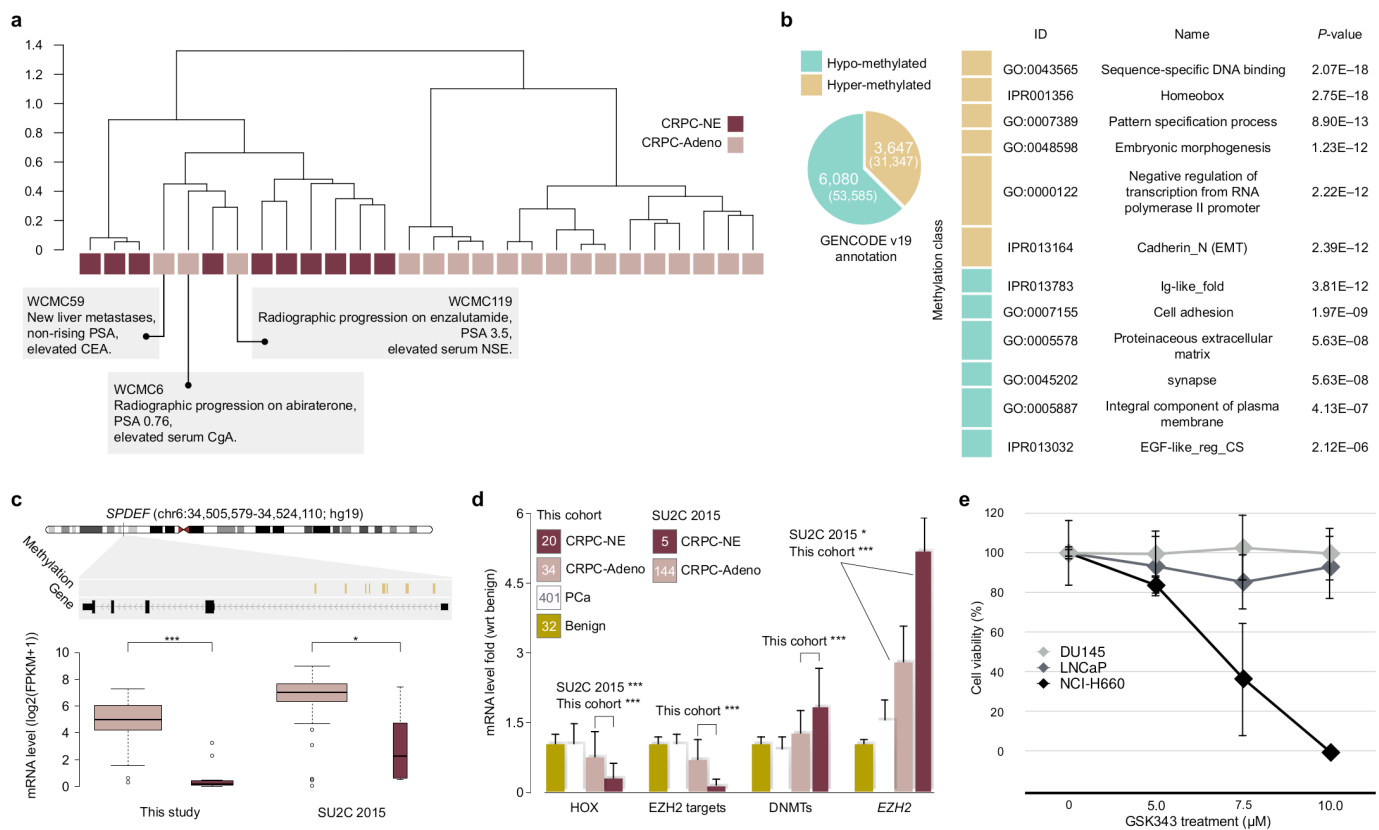 a
1.4
1.2
1.0
0.8
0.6
0.4
0.2
0
CRPC-NE
CRPC-Adeno
WCMC59
New liver metastases,
non-rising PSA,
elevated CEA.
WCMC119
Radiographic progression on enzalutamide,
PSA 3.5,
elevated serum NSE.
WCMC6
Radiographic progression on abiraterone,
PSA 0.76,
elevated serum CgA.
b
Hypo-methylated
Hyper-methylated
3,647
(31,347)
6,080
(53,585)
GENCODE v19
annotation
Methylation class
ID Name P-value
GO:0043565 Sequence-specific DNA binding 2.07E–18
IPR001356 Homeobox 2.75E–18
GO:0007389 Pattern specification process 8.90E–13
GO:0048598 Embryonic morphogenesis 1.23E–12
Negative regulation of
GO:0000122 transcription from RNA 2.22E–12
polymerase II promoter
IPR013164 Cadherin_N (EMT) 2.39E–12
IPR013783 Ig-like_fold 3.81E–12
GO:0007155 Cell adhesion 1.97E–09
GO:0005578 Proteinaceous extracellular 5.63E–08
matrix
GO:0045202 synapse 5.63E–08
GO:0005887 Integral component of plasma 4.13E–07
membrane
IPR013032 EGF-like_reg_CS 2.12E–06
c
SPDEF (chr6:34,505,579-34,524,110; hg19)
Methylation
Gene
mRNA level (log2(FPKM+1))
10
8
6
4
2
0
***
*
This study
SU2C 2015
d
mRNA level fold (wrt benign)
6
4.5
3
1.5
0
This cohort
20 CRPC-NE
34 CRPC-Adeno
401 PCa
32 Benign
SU2C 2015
5 CRPC-NE
144 CRPC-Adeno
SU2C 2015 ***
This cohort ***
This cohort ***
This cohort ***
SU2C 2015 *
This cohort ***
HOX
EZH2 targets
DNMTs
EZH2
e
Cell viability (%)
120
100
80
60
40
20
0
DU145
LNCaP
NCI-H660
0 5.0 7.5 10.0
GSK343 treatment (µM)